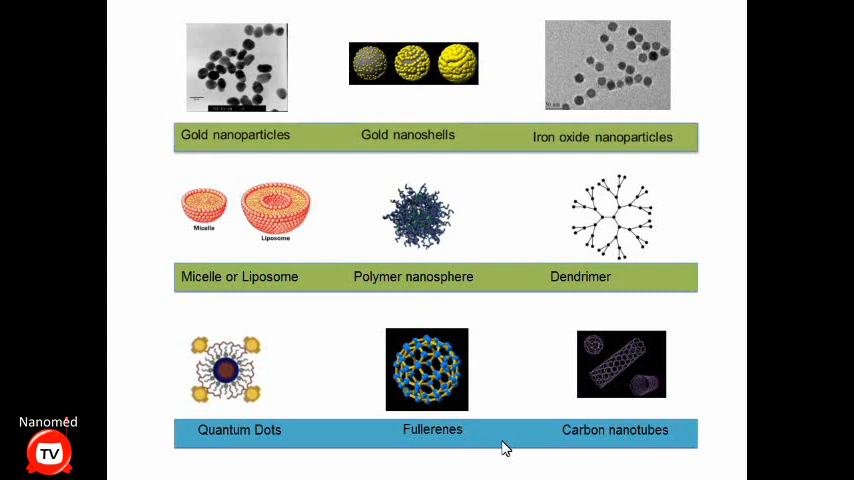 Gold nanoparticles
Gold nanoshells
Iron oxide nanoparticles
Micelle
Liposome
Micelle or Liposome
Polymer nanosphere
Dendrimer
Quantum Dots
Fullerenes
Carbon nanotubes
Nanomed
TV